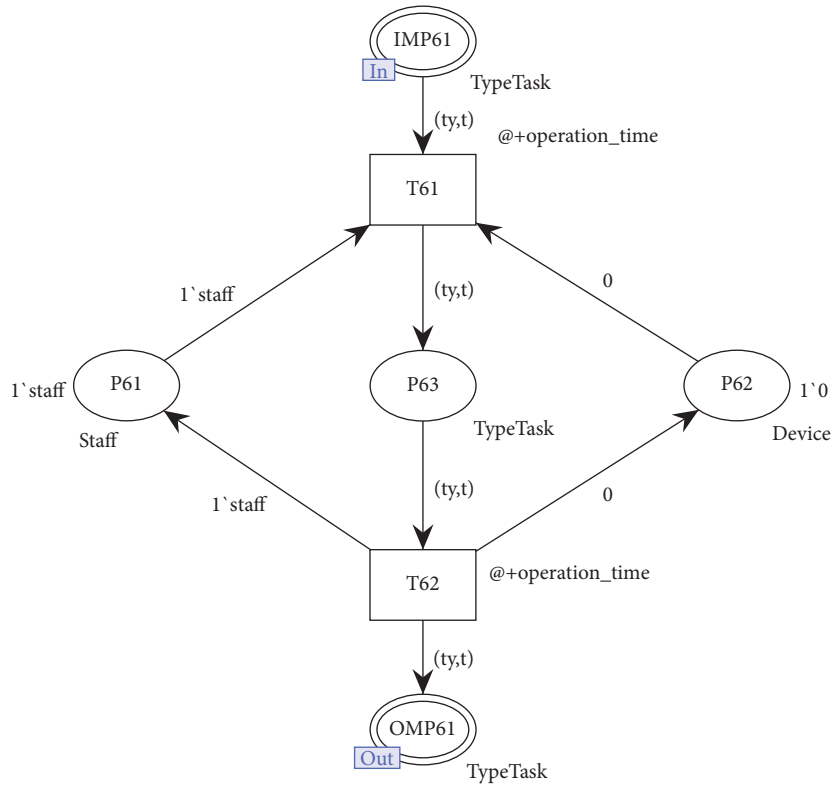 IMP61
In
TypeTask
(ty,t)
@+operation_time
T61
1`staff
(ty,t)
0
1`staff
P61
P63
P62
1`0
Staff
TypeTask
Device
1`staff
(ty,t)
0
T62
@+operation_time
(ty,t)
OMP61
Out
TypeTask